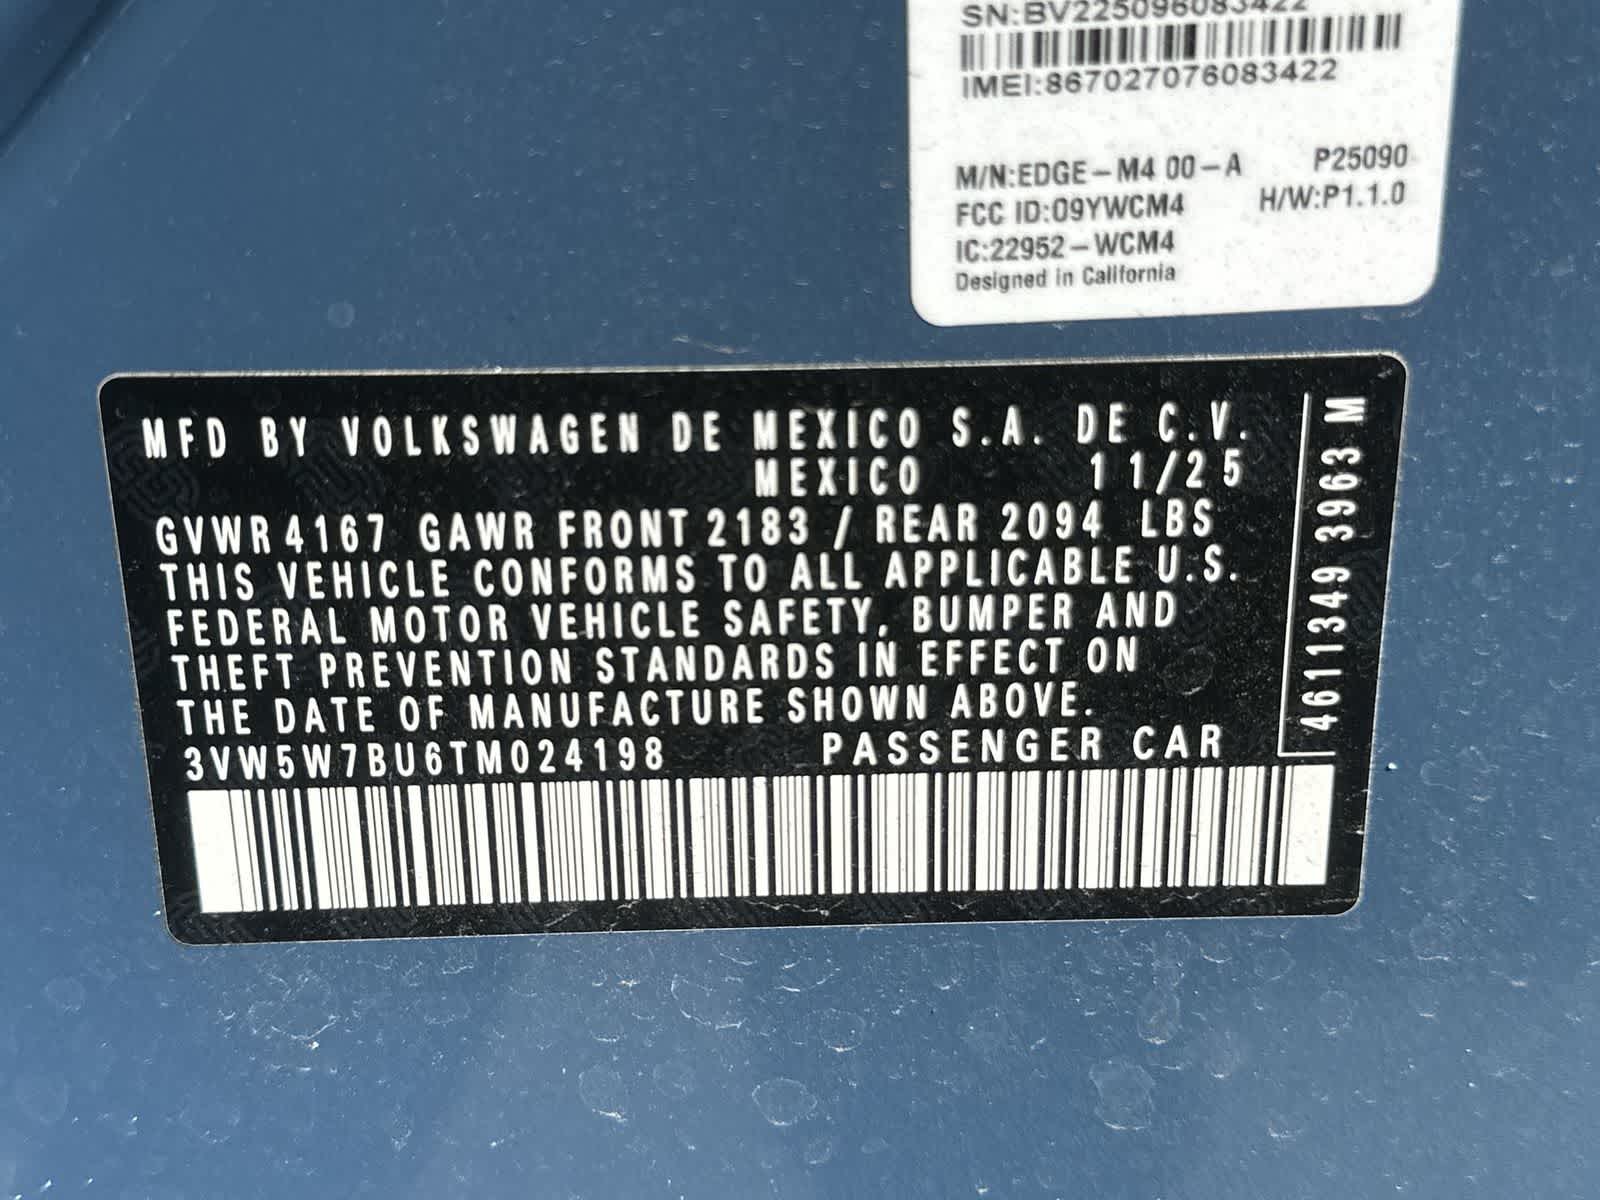 SN:BV225096083422
IMEI:867027076083422
M/N:EDGE-M4 00-A P25090
FCC ID:O9YWCM4 H/W:P1.1.0
IC:22952-WCM4
Designed in California
MFD BY VOLKSWAGEN DE MEXICO S.A. DE C.V.
MEXICO 11/25
GVWR 4167 GAWR FRONT 2183 / REAR 2094 LBS
THIS VEHICLE CONFORMS TO ALL APPLICABLE U.S.
FEDERAL MOTOR VEHICLE SAFETY, BUMPER AND
THEFT PREVENTION STANDARDS IN EFFECT ON
THE DATE OF MANUFACTURE SHOWN ABOVE.
3VW5W7BU6TM024198 PASSENGER CAR
4611349 3963 M